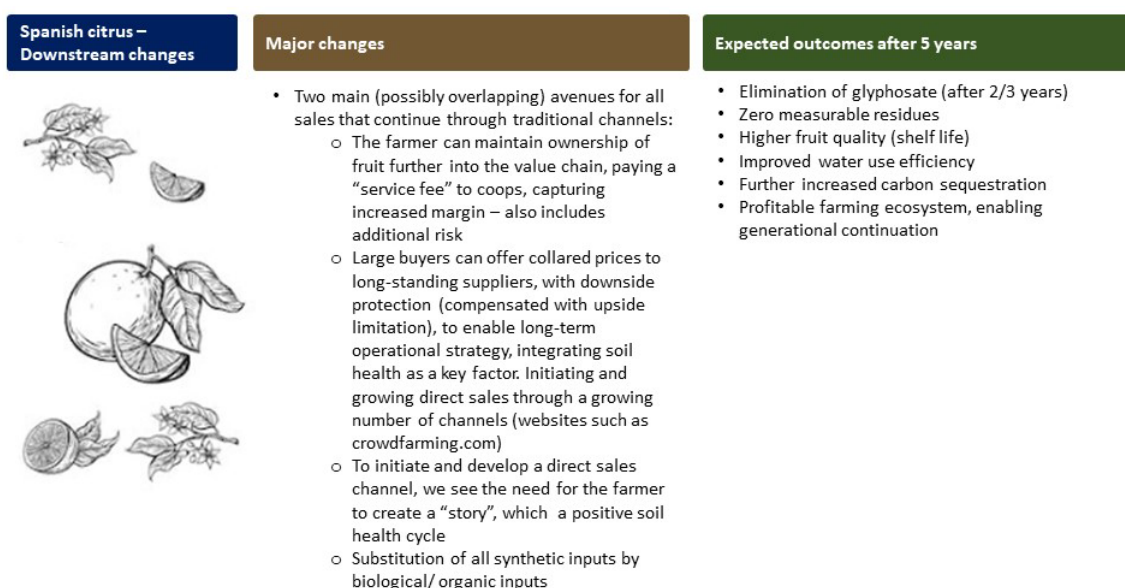 Spanish citrus –
Downstream changes
Major changes
Expected outcomes after 5 years
• Two main (possibly overlapping) avenues for all
sales that continue through traditional channels:
o The farmer can maintain ownership of
fruit further into the value chain, paying a
“service fee” to coops, capturing
increased margin – also includes
additional risk
o Large buyers can offer collared prices to
long-standing suppliers, with downside
protection (compensated with upside
limitation), to enable long-term
operational strategy, integrating soil
health as a key factor. Initiating and
growing direct sales through a growing
number of channels (websites such as
crowdfarming.com)
o To initiate and develop a direct sales
channel, we see the need for the farmer
to create a “story”, which a positive soil
health cycle
o Substitution of all synthetic inputs by
biological/ organic inputs
• Elimination of glyphosate (after 2/3 years)
• Zero measurable residues
• Higher fruit quality (shelf life)
• Improved water use efficiency
• Further increased carbon sequestration
• Profitable farming ecosystem, enabling
generational continuation